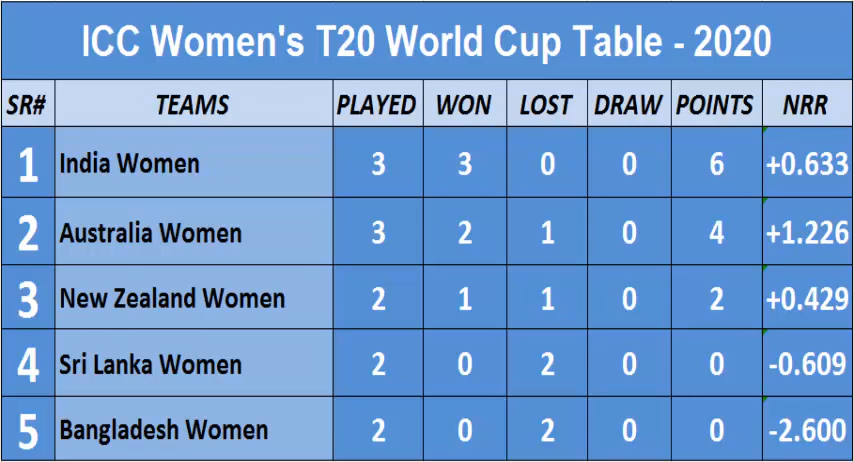 ICC Women's T20 World Cup Table - 2020
SR# TEAMS PLAYED WON LOST DRAW POINTS NRR
1 India Women 3 3 0 0 6 +0.633
2 Australia Women 3 2 1 0 4 +1.226
3 New Zealand Women 2 1 1 0 2 +0.429
4 Sri Lanka Women 2 0 2 0 0 -0.609
5 Bangladesh Women 2 0 2 0 0 -2.600